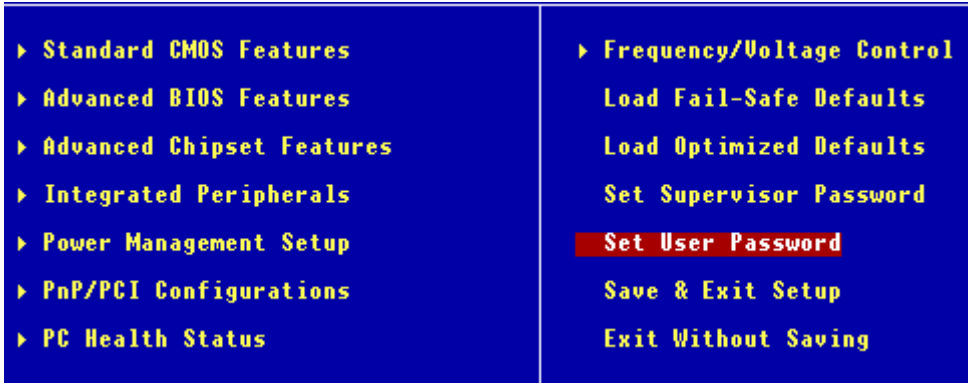 Standard CMOS Features
Advanced BIOS Features
Advanced Chipset Features
Integrated Peripherals
Power Management Setup
PnP/PCI Configurations
PC Health Status
Frequency/Voltage Control
Load Fail-Safe Defaults
Load Optimized Defaults
Set Supervisor Password
Set User Password
Save & Exit Setup
Exit Without Saving